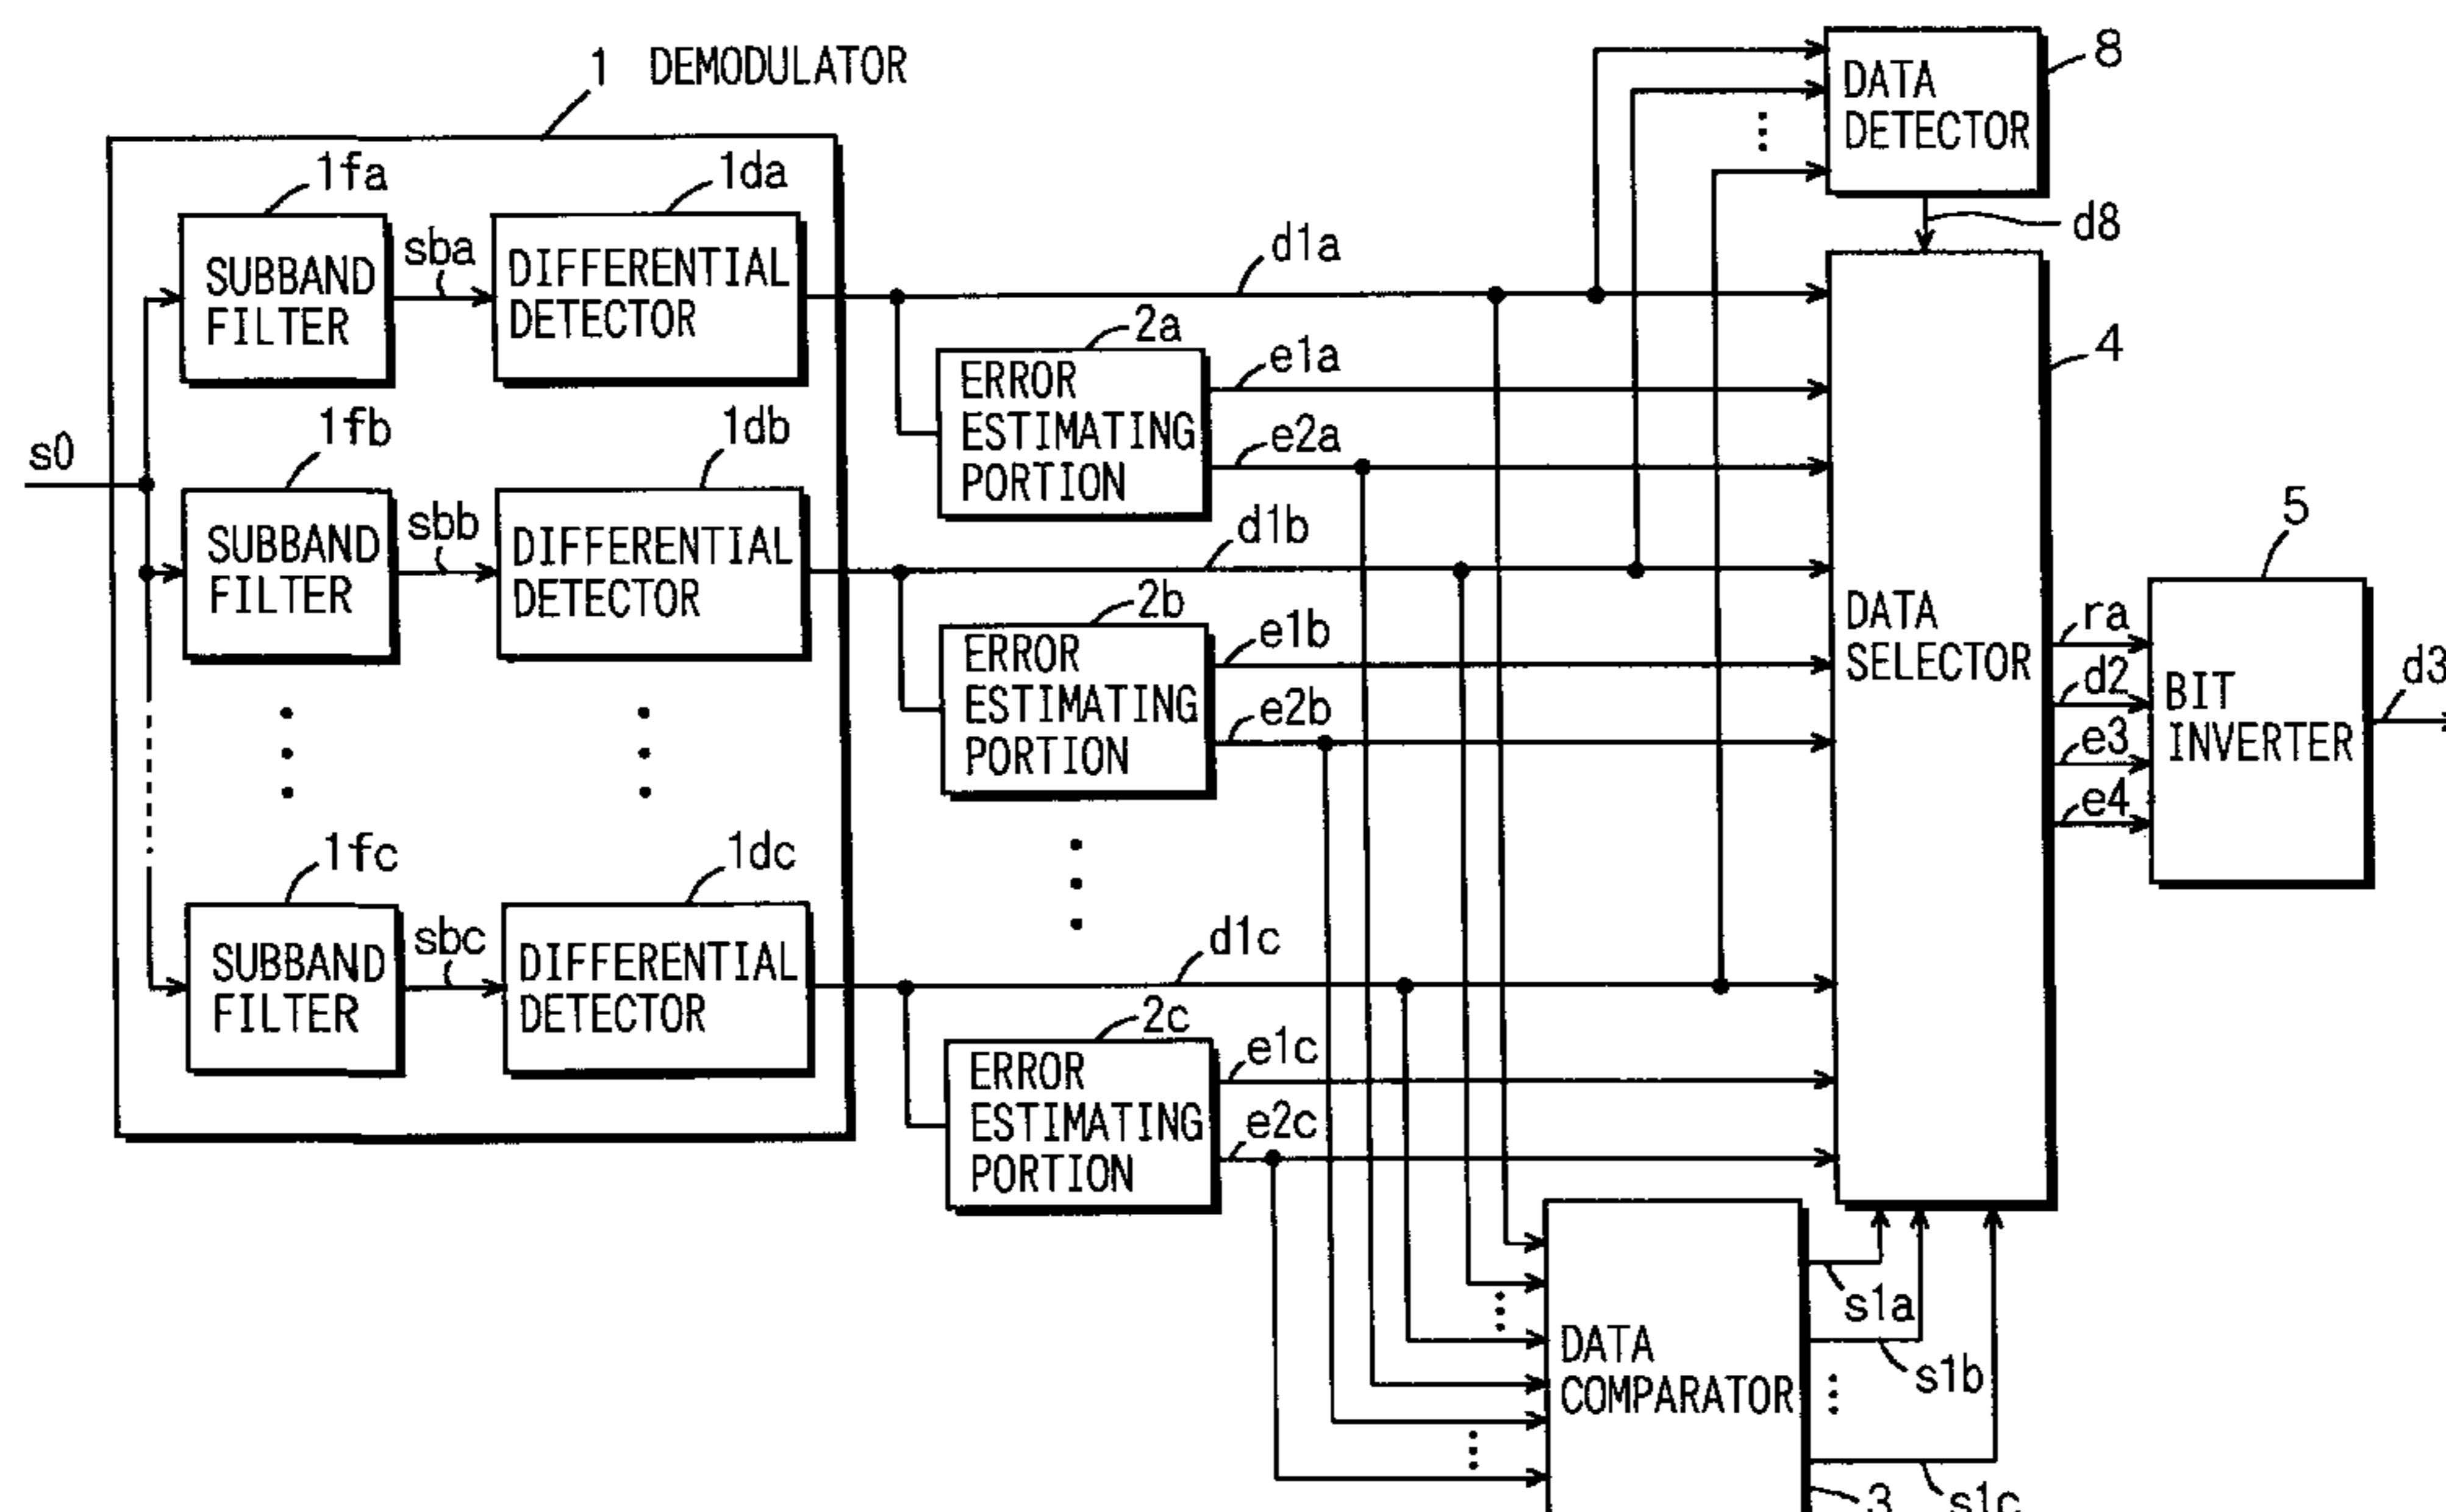 1 DEMODULATOR
8
DATA
DETECTOR
d8
1fa
1da
SUBBAND
FILTER
sba
DIFFERENTIAL
DETECTOR
d1a
2a
ERROR
ESTIMATING
PORTION
e1a
e2a
4
s0
1fb
1db
SUBBAND
FILTER
sbb
DIFFERENTIAL
DETECTOR
d1b
2b
ERROR
ESTIMATING
PORTION
e1b
e2b
DATA
SELECTOR
5
ra
d2
e3
e4
BIT
INVERTER
d3
1fc
1dc
SUBBAND
FILTER
sbc
DIFFERENTIAL
DETECTOR
d1c
2c
ERROR
ESTIMATING
PORTION
e1c
e2c
DATA
COMPARATOR
s1a
s1b
s1c
3